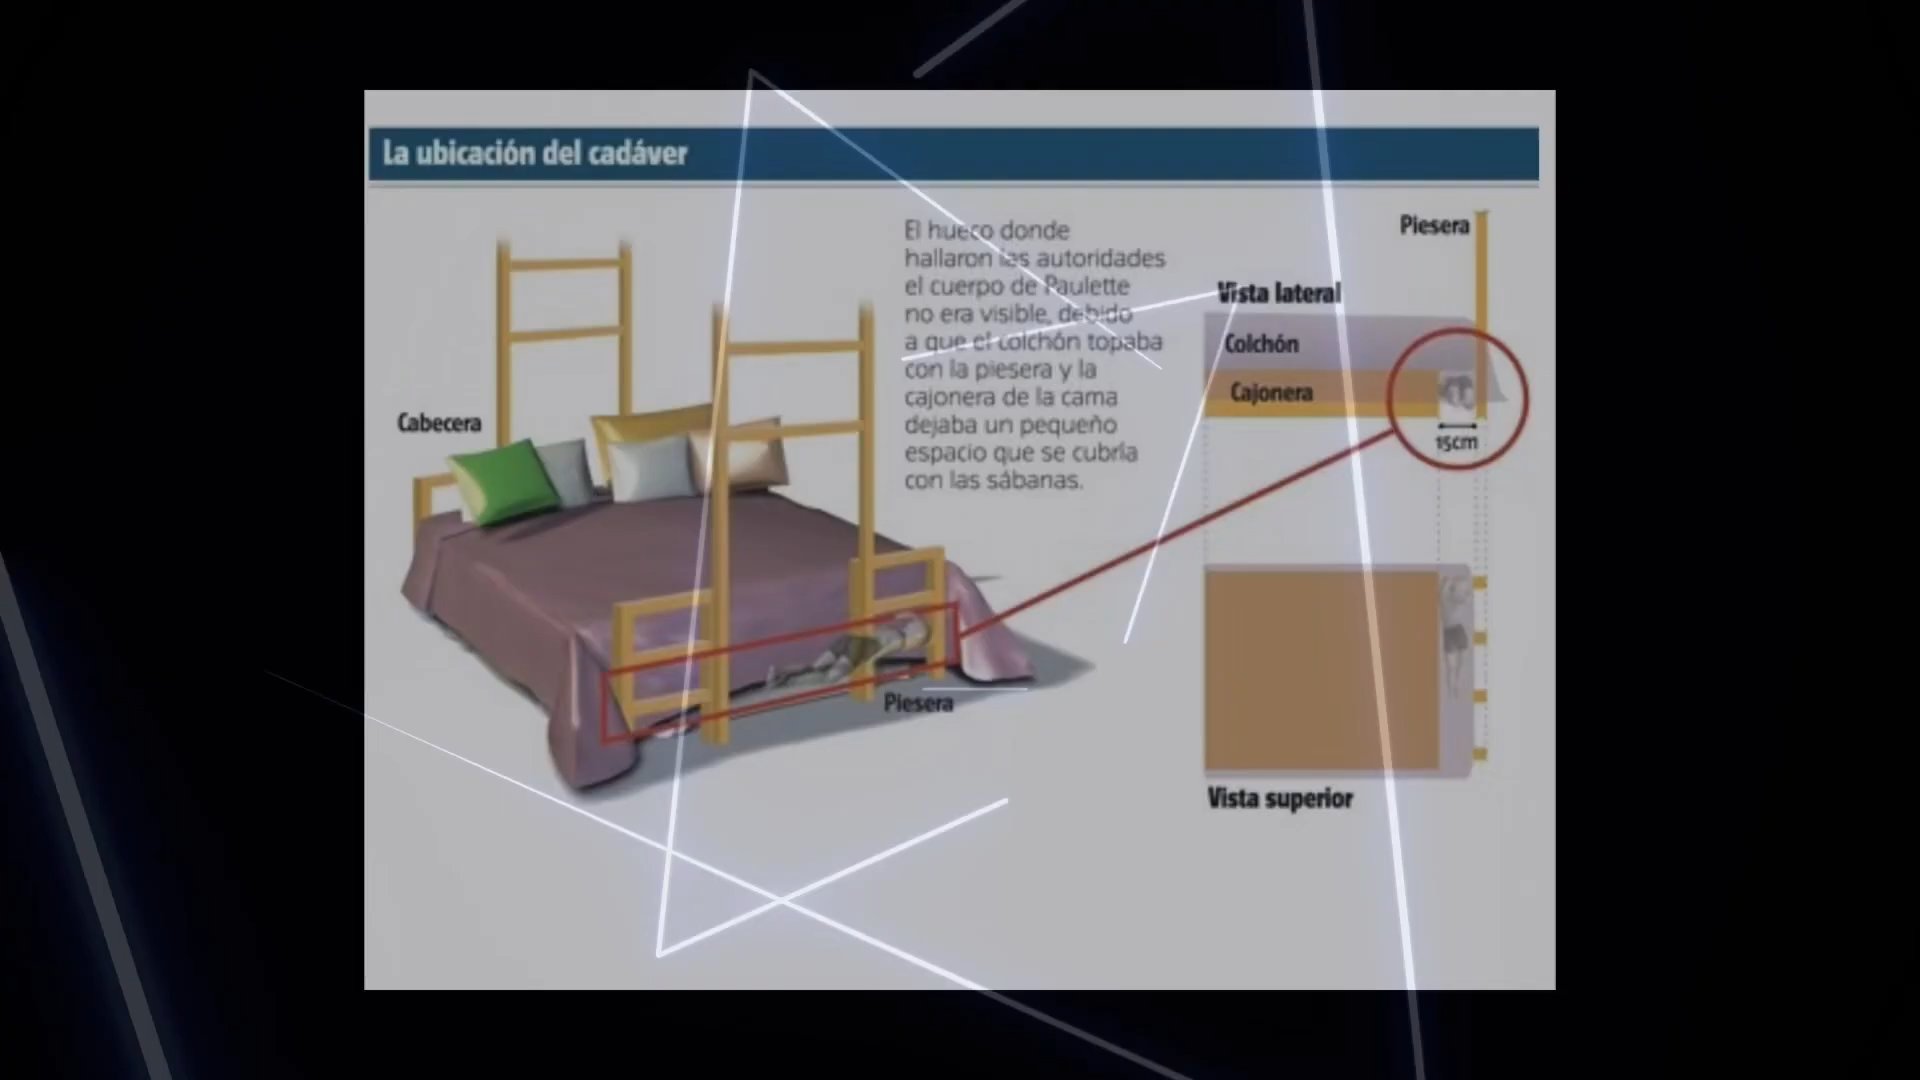 La ubicación del cadáver
El hueco donde
hallaron las autoridades
el cuerpo de Paulette
no era visible, debido
a que el colchón topaba
con la piesera y la
cajonera de la cama
dejaba un pequeño
espacio que se cubría
con las sábanas.
Cabecera
Piesera
Piesera
Vista lateral
Colchón
Cajonera
15cm
Vista superior